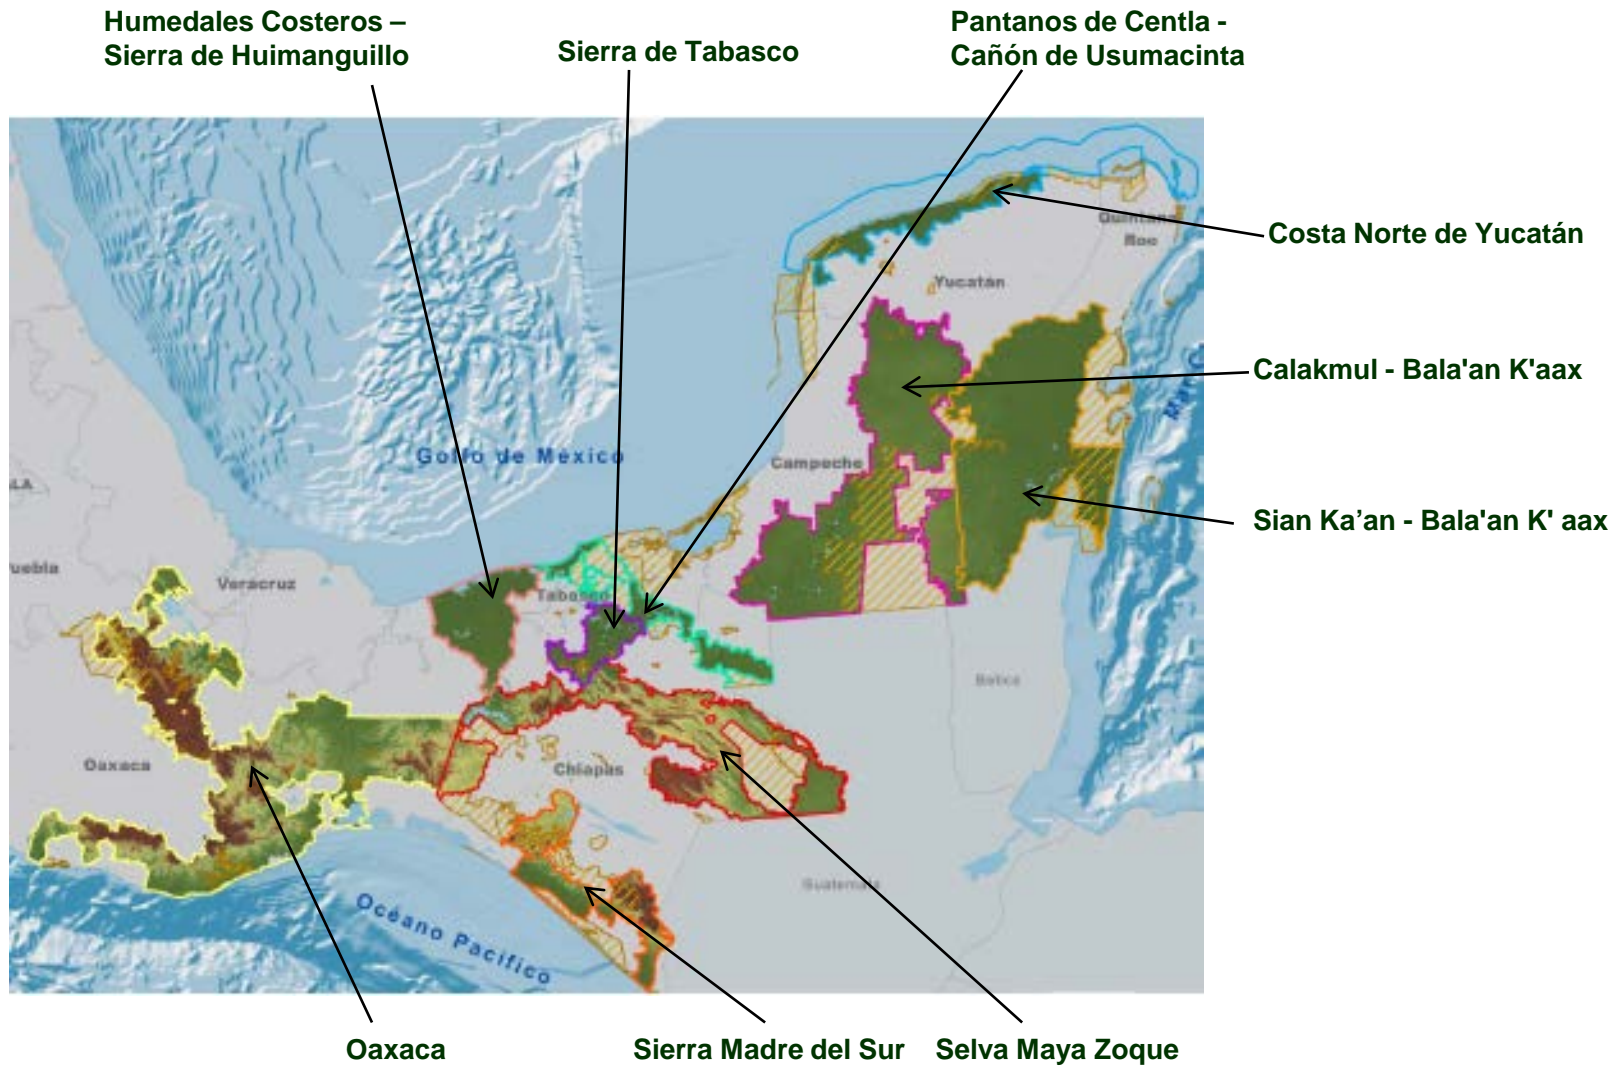 Humedales Costeros –
Sierra de Huimanguillo
Sierra de Tabasco
Pantanos de Centla -
Cañón de Usumacinta
Quintana
Roo
Costa Norte de Yucatán
Yucatán
Calakmul - Bala'an K'aax
Golfo de México
Campeche
Sian Ka’an - Bala'an K' aax
Veracruz
Tabasco
Belice
Oaxaca
Chiapas
Guatemala
Océano Pacífico
Oaxaca
Sierra Madre del Sur
Selva Maya Zoque